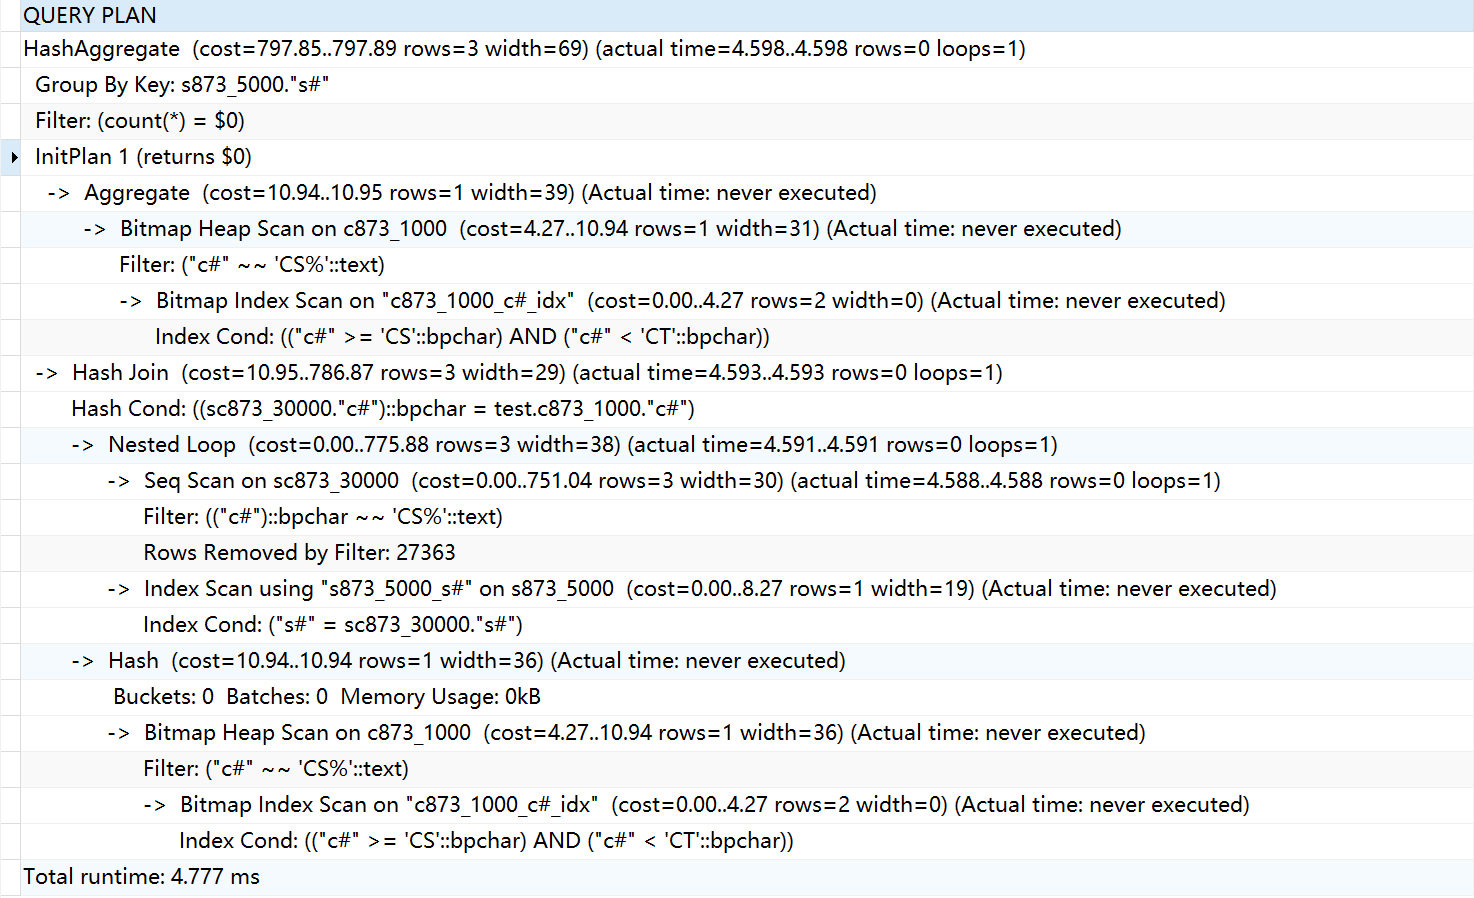 QUERY PLAN
HashAggregate  (cost=797.85..797.89 rows=3 width=69) (actual time=4.598..4.598 rows=0 loops=1)
Group By Key: s873_5000."s#"
Filter: (count(*) = $0)
InitPlan 1 (returns $0)
->  Aggregate  (cost=10.94..10.95 rows=1 width=39) (Actual time: never executed)
->  Bitmap Heap Scan on c873_1000  (cost=4.27..10.94 rows=1 width=31) (Actual time: never executed)
Filter: ("c#" ~~ 'CS%'::text)
->  Bitmap Index Scan on "c873_1000_c#_idx"  (cost=0.00..4.27 rows=2 width=0) (Actual time: never executed)
Index Cond: (("c#" >= 'CS'::bpchar) AND ("c#" < 'CT'::bpchar))
->  Hash Join  (cost=10.95..786.87 rows=3 width=29) (actual time=4.593..4.593 rows=0 loops=1)
Hash Cond: ((sc873_30000."c#")::bpchar = test.c873_1000."c#")
->  Nested Loop  (cost=0.00..775.88 rows=3 width=38) (actual time=4.591..4.591 rows=0 loops=1)
->  Seq Scan on sc873_30000  (cost=0.00..751.04 rows=3 width=30) (actual time=4.588..4.588 rows=0 loops=1)
Filter: (("c#")::bpchar ~~ 'CS%'::text)
Rows Removed by Filter: 27363
->  Index Scan using "s873_5000_s#" on s873_5000  (cost=0.00..8.27 rows=1 width=19) (Actual time: never executed)
Index Cond: ("s#" = sc873_30000."s#")
->  Hash  (cost=10.94..10.94 rows=1 width=36) (Actual time: never executed)
Buckets: 0  Batches: 0  Memory Usage: 0kB
->  Bitmap Heap Scan on c873_1000  (cost=4.27..10.94 rows=1 width=36) (Actual time: never executed)
Filter: ("c#" ~~ 'CS%'::text)
->  Bitmap Index Scan on "c873_1000_c#_idx"  (cost=0.00..4.27 rows=2 width=0) (Actual time: never executed)
Index Cond: (("c#" >= 'CS'::bpchar) AND ("c#" < 'CT'::bpchar))
Total runtime: 4.777 ms